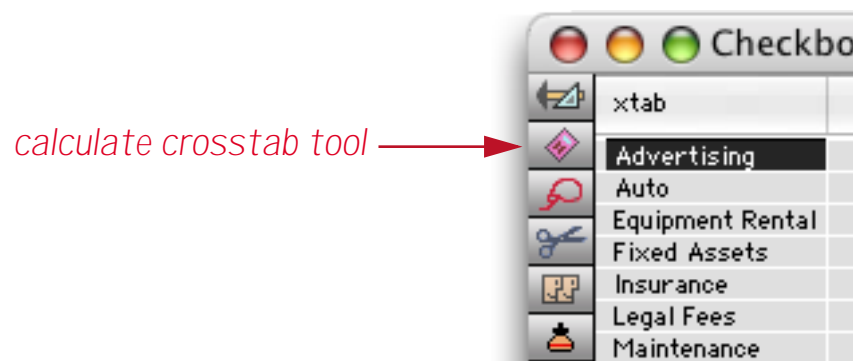 Checkbo
xtab
calculate crosstab tool
Advertising
Auto
Equipment Rental
Fixed Assets
Insurance
Legal Fees
Maintenance